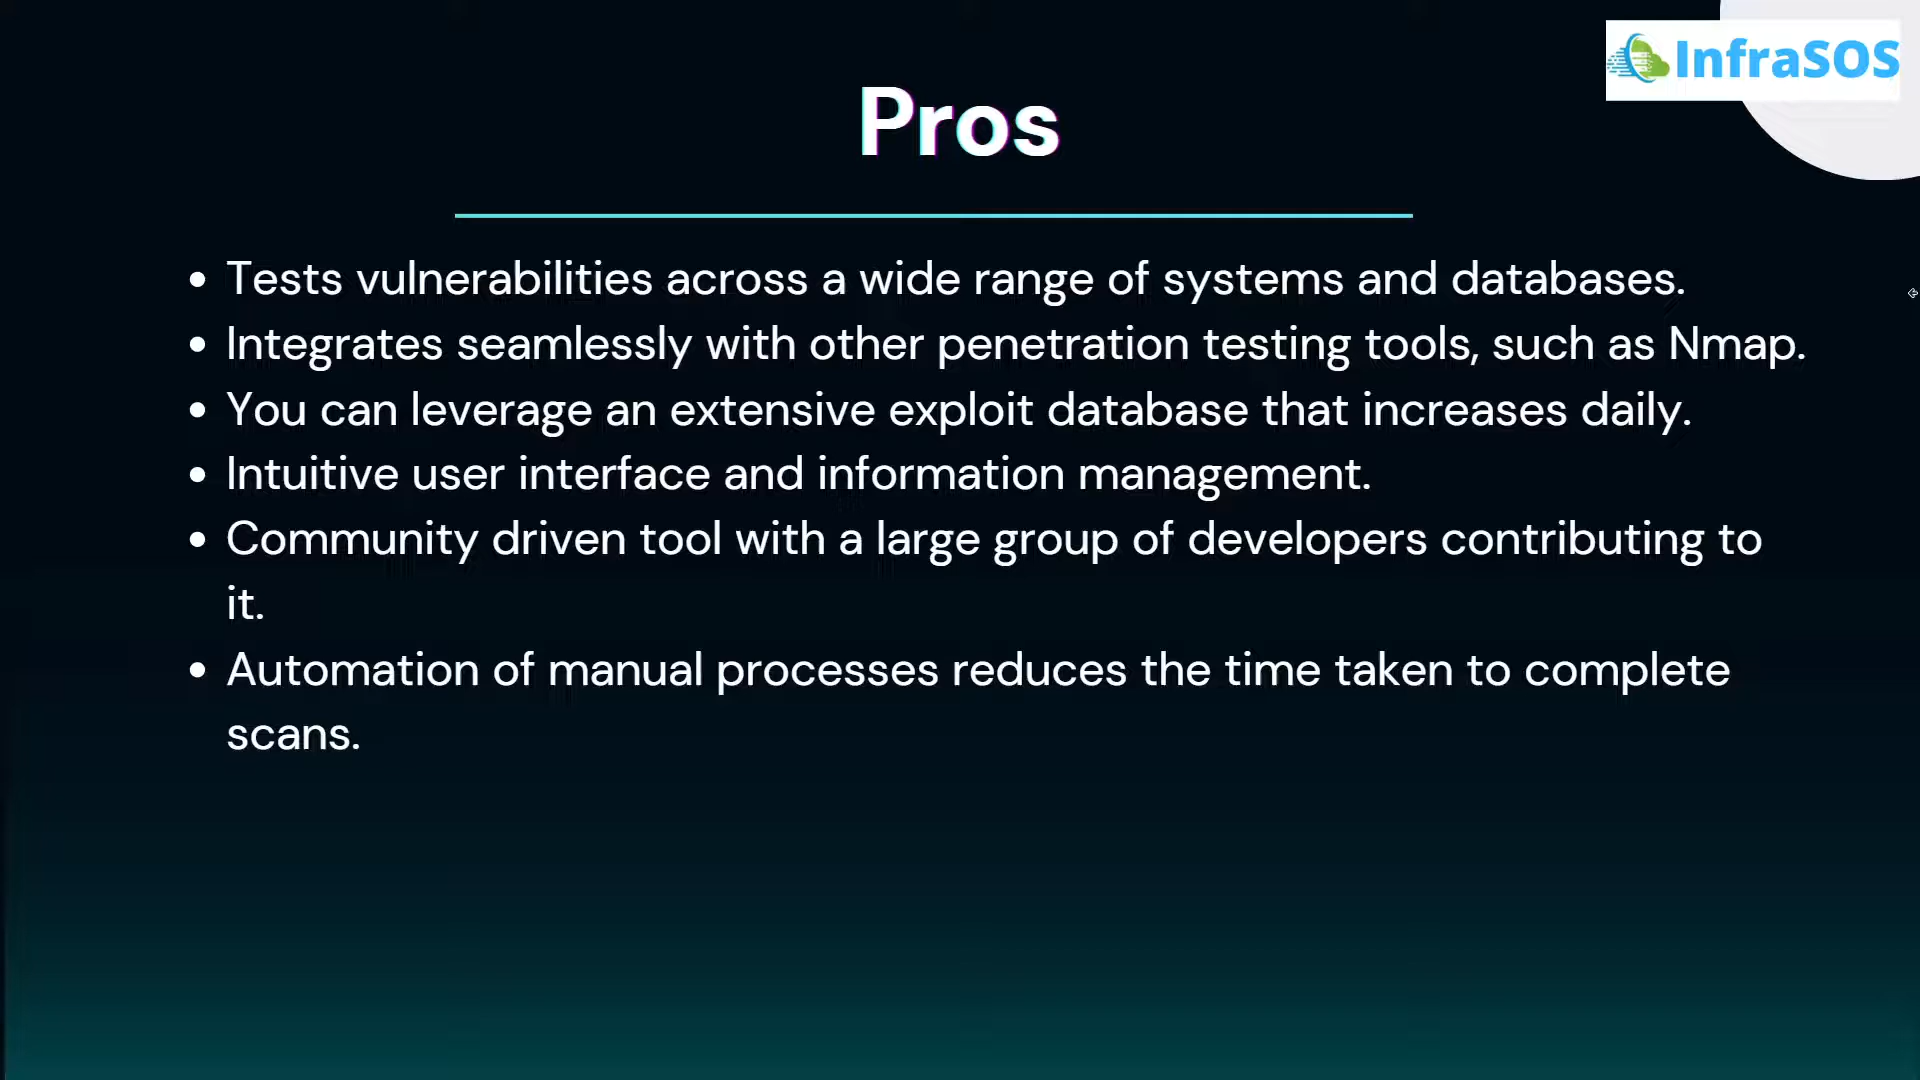 InfraSOS
Pros
• Tests vulnerabilities across a wide range of systems and databases.
• Integrates seamlessly with other penetration testing tools, such as Nmap.
• You can leverage an extensive exploit database that increases daily.
• Intuitive user interface and information management.
• Community driven tool with a large group of developers contributing to
it.
• Automation of manual processes reduces the time taken to complete
scans.